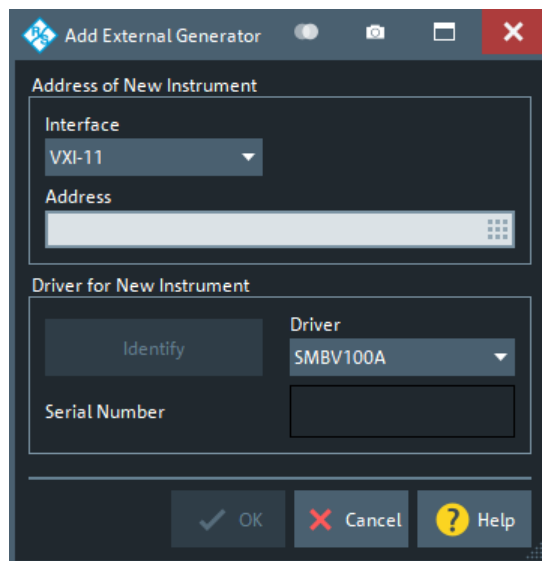 Add External Generator
Address of New Instrument
Interface
VXI-11
Address
Driver for New Instrument
Identify
Driver
SMBV100A
Serial Number
OK
Cancel
? Help